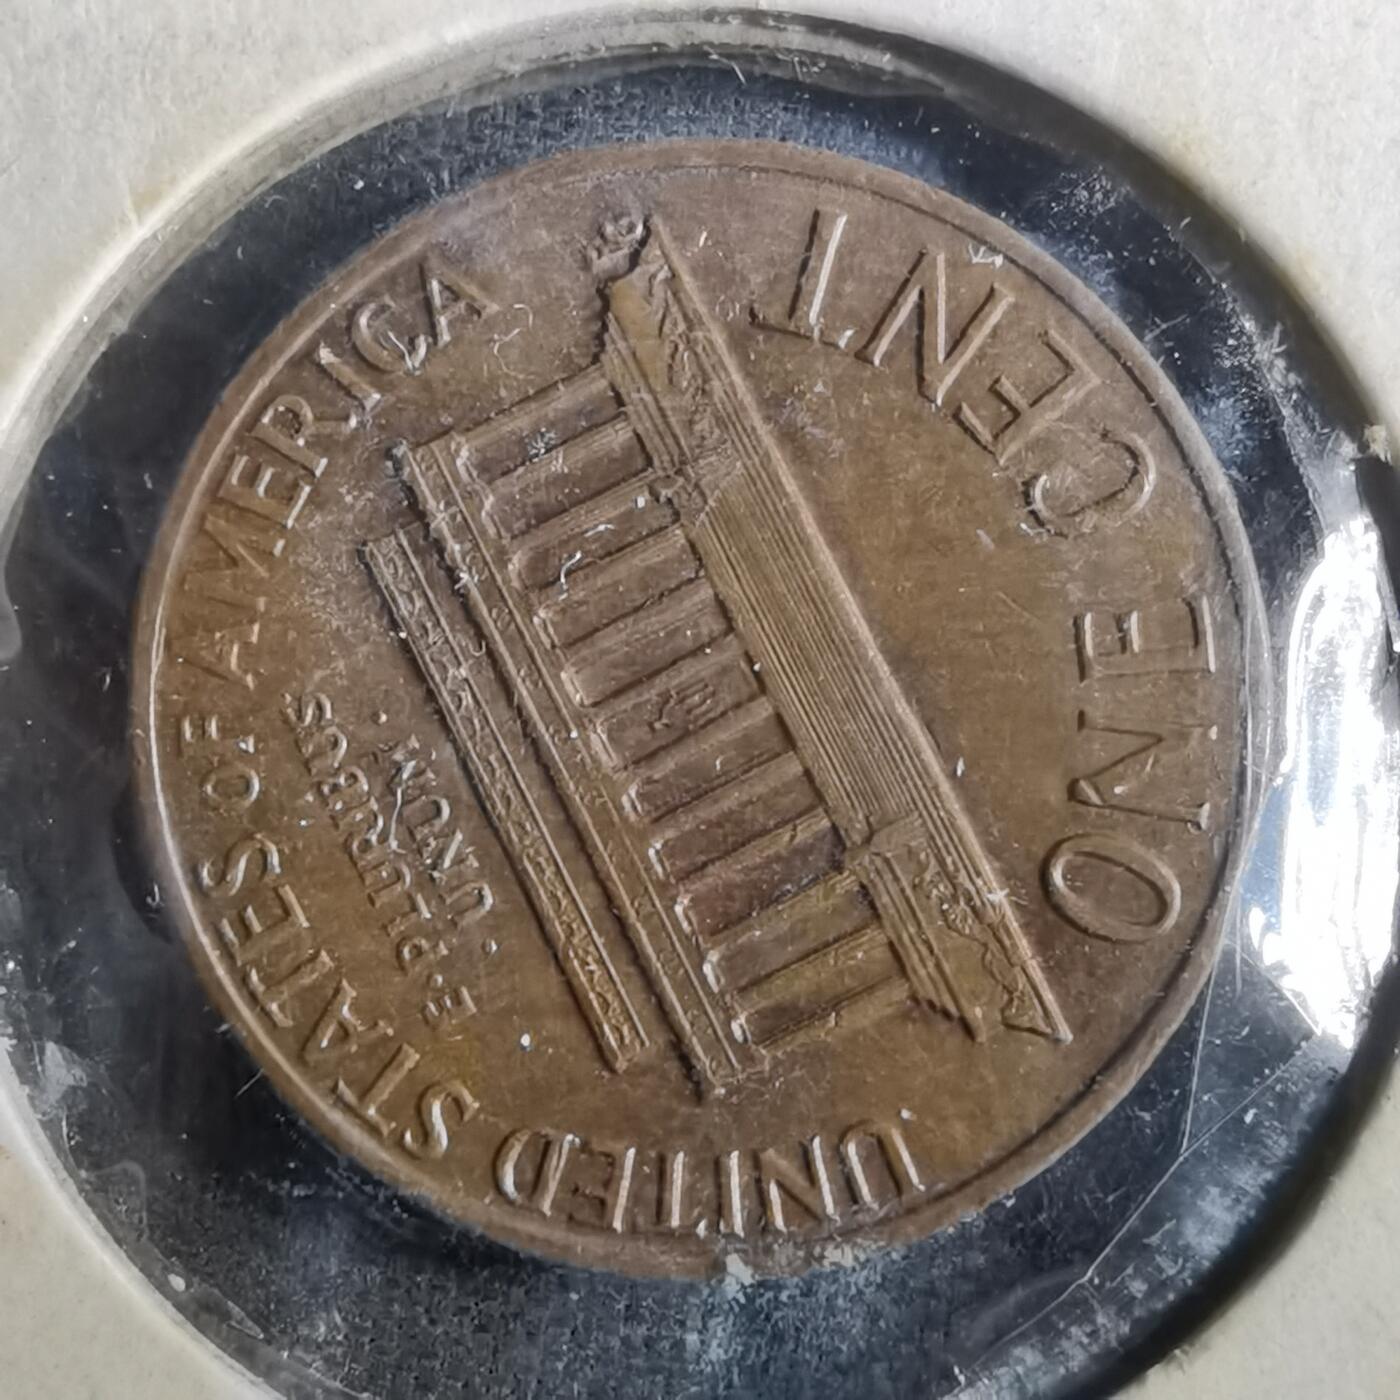 UNITED STATES OF AMERICA
E·PLURIBUS
·UNUM·
ONE CENT